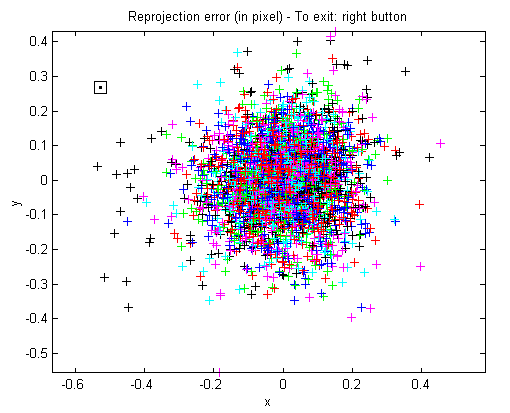 Reprojection error (in pixel) - To exit: right button
0.4
0.3
0.2
0.1
0
-0.1
-0.2
-0.3
-0.4
-0.5
y
-0.6 -0.4 -0.2 0 0.2 0.4
x